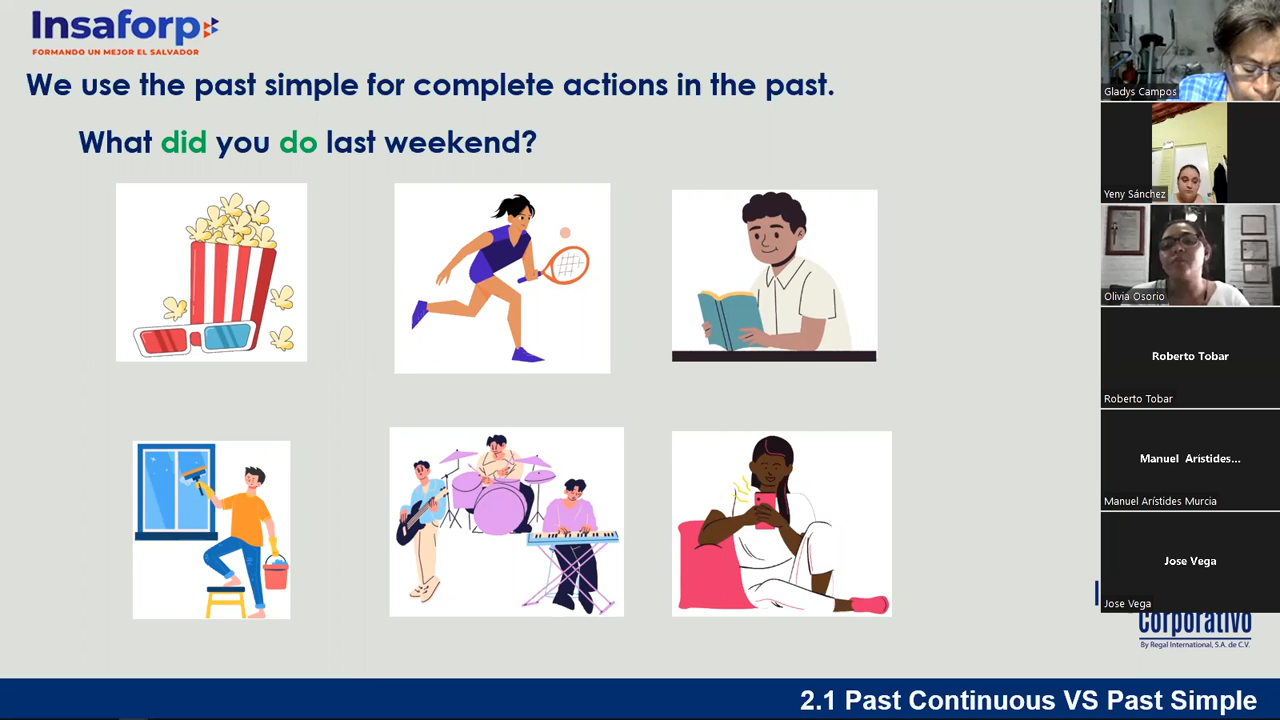 Insaforp
FORMANDO UN MEJOR EL SALVADOR
We use the past simple for complete actions in the past.
What did you do last weekend?
Gladys Campos
Yeny Sánchez
Olivia Osorio
Roberto Tobar
Roberto Tobar
Manuel Aristides...
Manuel Arístides Murcia
Jose Vega
Jose Vega
Corporativo
By Regal International, S.A. de C.V.
2.1 Past Continuous VS Past Simple